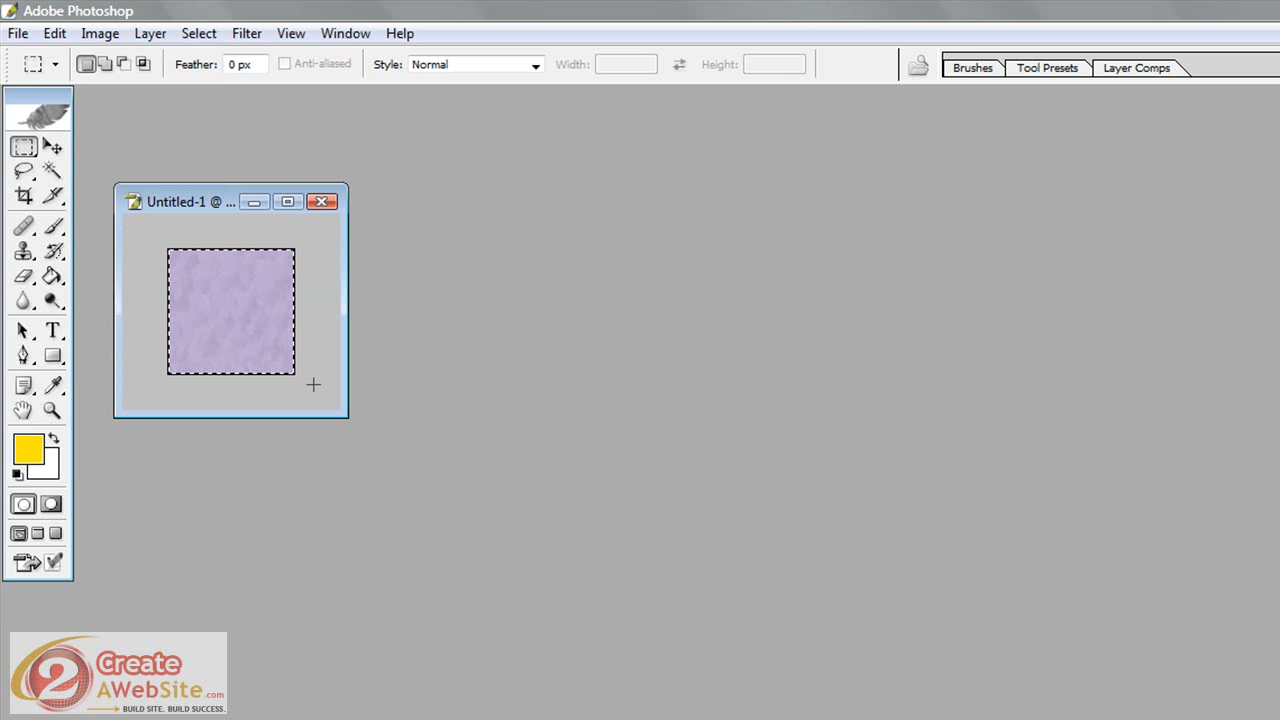 Adobe Photoshop
File Edit Image Layer Select Filter View Window Help
Feather: 0 px Anti-aliased Style: Normal Width: Height: Brushes Tool Presets Layer Comps
Untitled-1 @ ...
T
2 Create
AWebSite.com
BUILD SITE. BUILD SUCCESS.